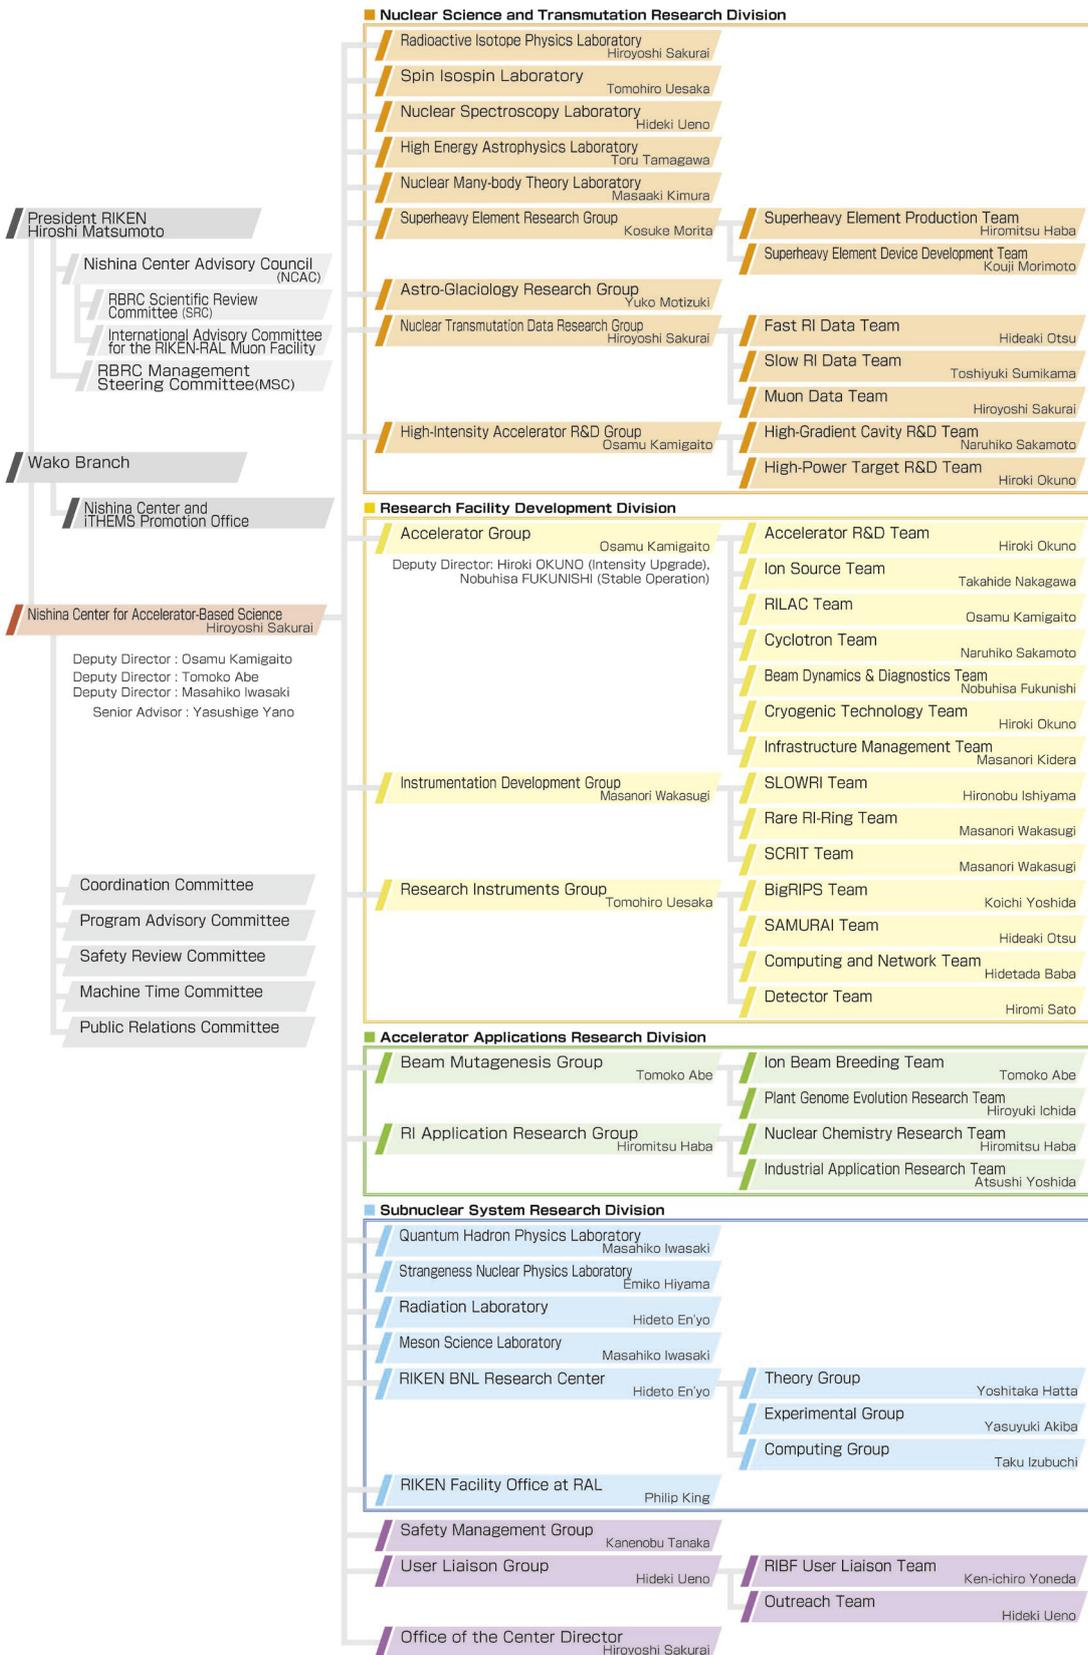 President RIKEN
Hiroshi Matsumoto
Nishina Center Advisory Council
(NCAC)
RBRC Scientific Review
Committee (SRC)
International Advisory Committee
for the RIKEN-RAL Muon Facility
RBRC Management
Steering Committee(MSC)
Wako Branch
Nishina Center and
iTHEMS Promotion Office
Nishina Center for Accelerator-Based Science
Hiroyoshi Sakurai
Deputy Director : Osamu Kamigaito
Deputy Director : Tomoko Abe
Deputy Director : Masahiko Iwasaki
Senior Advisor : Yasushige Yano
Coordination Committee
Program Advisory Committee
Safety Review Committee
Machine Time Committee
Public Relations Committee
Nuclear Science and Transmutation Research Division
Radioactive Isotope Physics Laboratory
Hiroyoshi Sakurai
Spin Isospin Laboratory
Tomohiro Uesaka
Nuclear Spectroscopy Laboratory
Hideki Ueno
High Energy Astrophysics Laboratory
Toru Tamagawa
Nuclear Many-body Theory Laboratory
Masaaki Kimura
Superheavy Element Research Group
Kosuke Morita
Superheavy Element Production Team
Hiromitsu Haba
Superheavy Element Device Development Team
Kouji Morimoto
Astro-Glaciology Research Group
Yuko Motizuki
Nuclear Transmutation Data Research Group
Hiroyoshi Sakurai
Fast RI Data Team
Hideaki Otsu
Slow RI Data Team
Toshiyuki Sumikama
Muon Data Team
Hiroyoshi Sakurai
High-Intensity Accelerator R&D Group
Osamu Kamigaito
High-Gradient Cavity R&D Team
Naruhiko Sakamoto
High-Power Target R&D Team
Hiroki Okuno
Research Facility Development Division
Accelerator Group
Osamu Kamigaito
Deputy Director: Hiroki OKUNO (Intensity Upgrade),
Nobuhisa FUKUNISHI (Stable Operation)
Accelerator R&D Team
Hiroki Okuno
Ion Source Team
Takahide Nakagawa
RILAC Team
Osamu Kamigaito
Cyclotron Team
Naruhiko Sakamoto
Beam Dynamics & Diagnostics Team
Nobuhisa Fukunishi
Cryogenic Technology Team
Hiroki Okuno
Infrastructure Management Team
Masanori Kidera
Instrumentation Development Group
Masanori Wakasugi
SLOWRI Team
Hironobu Ishiyama
Rare RI-Ring Team
Masanori Wakasugi
SCRIT Team
Masanori Wakasugi
Research Instruments Group
Tomohiro Uesaka
BigRIPS Team
Koichi Yoshida
SAMURAI Team
Hideaki Otsu
Computing and Network Team
Hidetada Baba
Detector Team
Hiromi Sato
Accelerator Applications Research Division
Beam Mutagenesis Group
Tomoko Abe
Ion Beam Breeding Team
Tomoko Abe
Plant Genome Evolution Research Team
Hiroyuki Ichida
RI Application Research Group
Hiromitsu Haba
Nuclear Chemistry Research Team
Hiromitsu Haba
Industrial Application Research Team
Atsushi Yoshida
Subnuclear System Research Division
Quantum Hadron Physics Laboratory
Masahiko Iwasaki
Strangeness Nuclear Physics Laboratory
Emiko Hiyama
Radiation Laboratory
Hideto En'yo
Meson Science Laboratory
Masahiko Iwasaki
RIKEN BNL Research Center
Hideto En'yo
Theory Group
Yoshitaka Hatta
Experimental Group
Yasuyuki Akiba
Computing Group
Taku Izubuchi
RIKEN Facility Office at RAL
Philip King
Safety Management Group
Kanenobu Tanaka
User Liaison Group
Hideki Ueno
RIBF User Liaison Team
Ken-ichiro Yoneda
Outreach Team
Hideki Ueno
Office of the Center Director
Hiroyoshi Sakurai